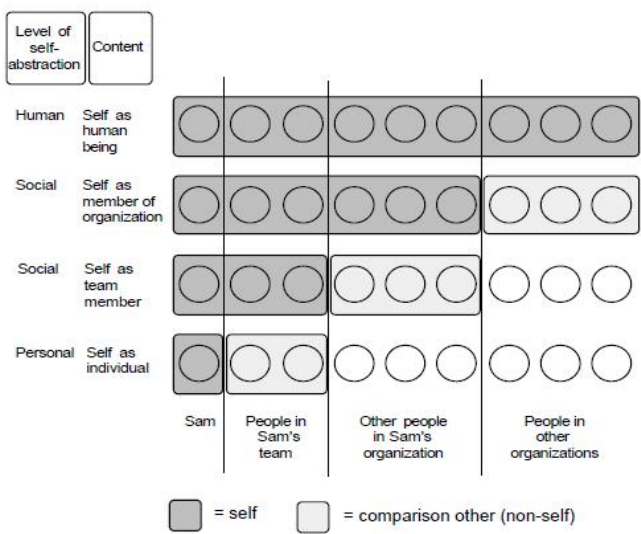 Level of
self-
abstraction
Content
Human
Self as
human
being
Social
Self as
member of
organization
Social
Self as
team
member
Personal
Self as
individual
Sam
People in
Sam's
team
Other people
in Sam's
organization
People in
other
organizations
= self
= comparison other (non-self)